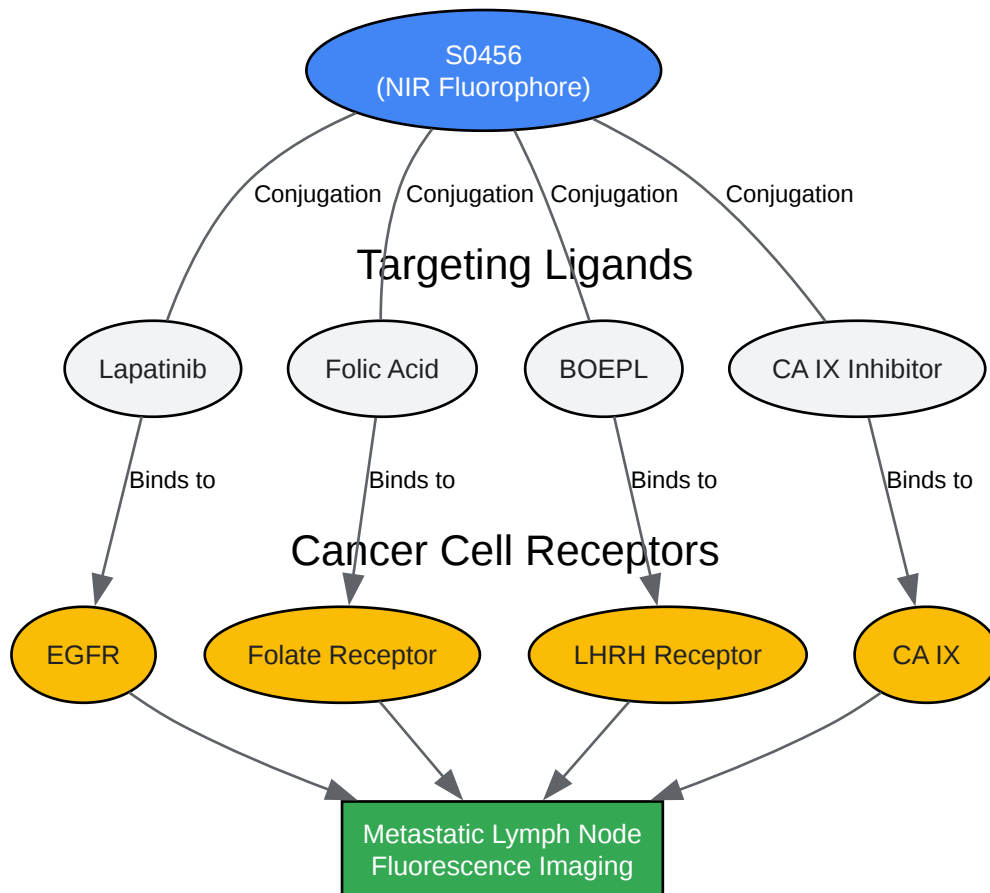 S0456
(NIR Fluorophore)
Conjugation
Conjugation
Conjugation
Conjugation
Targeting Ligands
Lapatinib
Folic Acid
BOEPL
CA IX Inhibitor
Binds to
Binds to
Binds to
Binds to
Cancer Cell Receptors
EGFR
Folate Receptor
LHRH Receptor
CA IX
Metastatic Lymph Node
Fluorescence Imaging